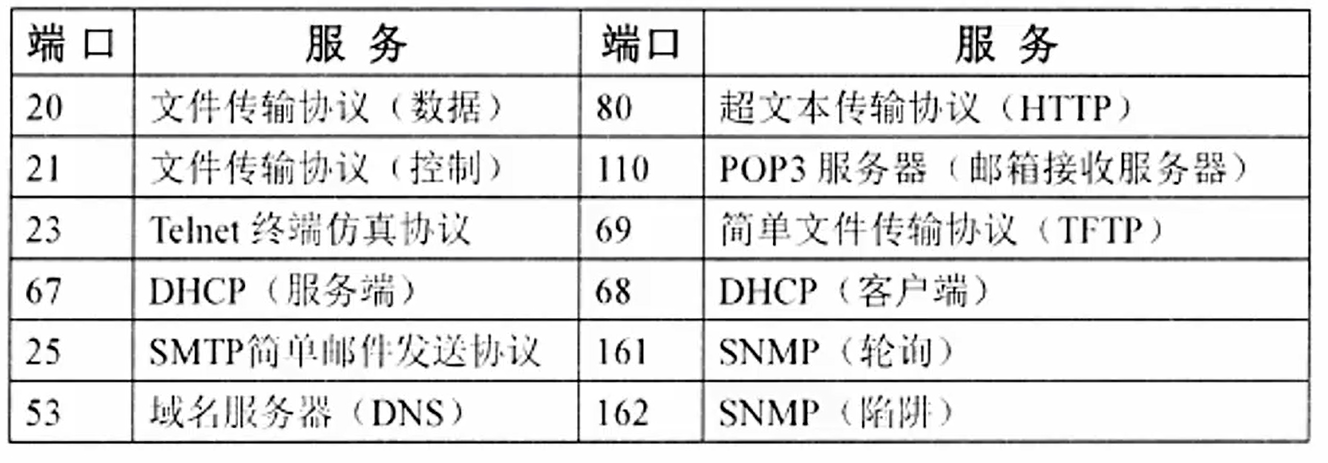 端口 服务 端口 服务
20 文件传输协议（数据） 80 超文本传输协议（HTTP）
21 文件传输协议（控制） 110 POP3 服务器（邮箱接收服务器）
23 Telnet 终端仿真协议 69 简单文件传输协议（TFTP）
67 DHCP（服务端） 68 DHCP（客户端）
25 SMTP简单邮件发送协议 161 SNMP（轮询）
53 域名服务器（DNS） 162 SNMP（陷阱）